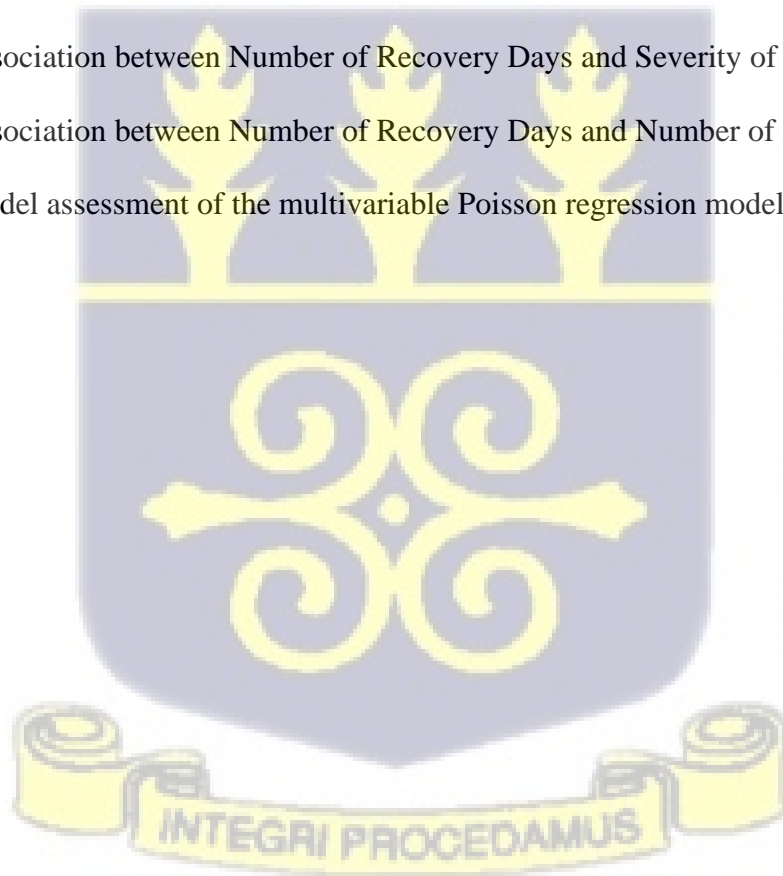 sociation between Number of Recovery Days and Severity of
sociation between Number of Recovery Days and Number of
del assessment of the multivariable Poisson regression model
INTEGRI PROCEDAMUS